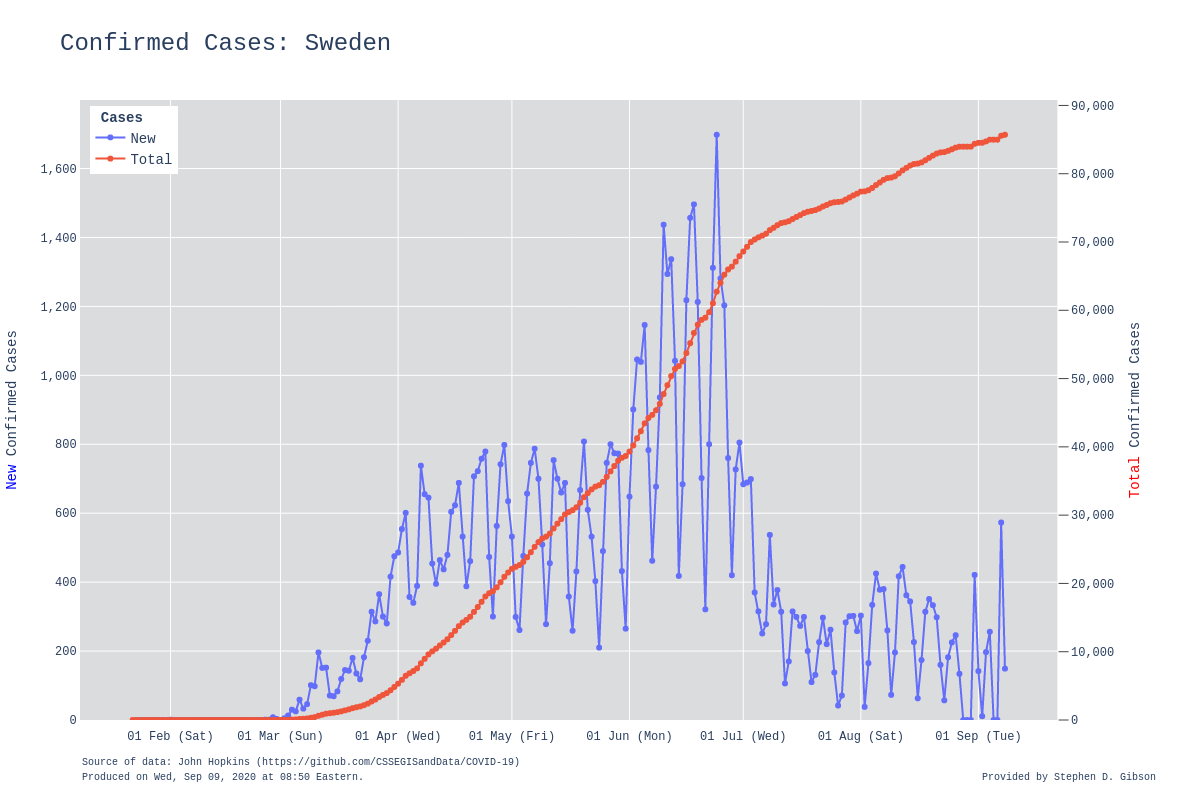 Confirmed Cases: Sweden
Cases
New
Total
1,600
1,400
1,200
1,000
800
600
400
200
0
New Confirmed Cases
90,000
80,000
70,000
60,000
50,000
40,000
30,000
20,000
10,000
0
Total Confirmed Cases
01 Feb (Sat) 01 Mar (Sun) 01 Apr (Wed) 01 May (Fri) 01 Jun (Mon) 01 Jul (Wed) 01 Aug (Sat) 01 Sep (Tue)
Source of data: John Hopkins (https://github.com/CSSEGISandData/COVID-19)
Produced on Wed, Sep 09, 2020 at 08:50 Eastern.
Provided by Stephen D. Gibson